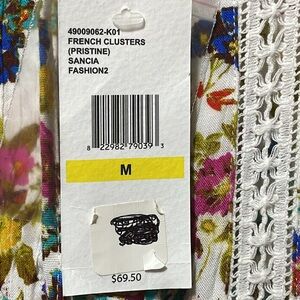 49009062-K01
FRENCH CLUSTERS
(PRISTINE)
SANCIA
FASHION2
8 22982 79039 3
M
$69.50